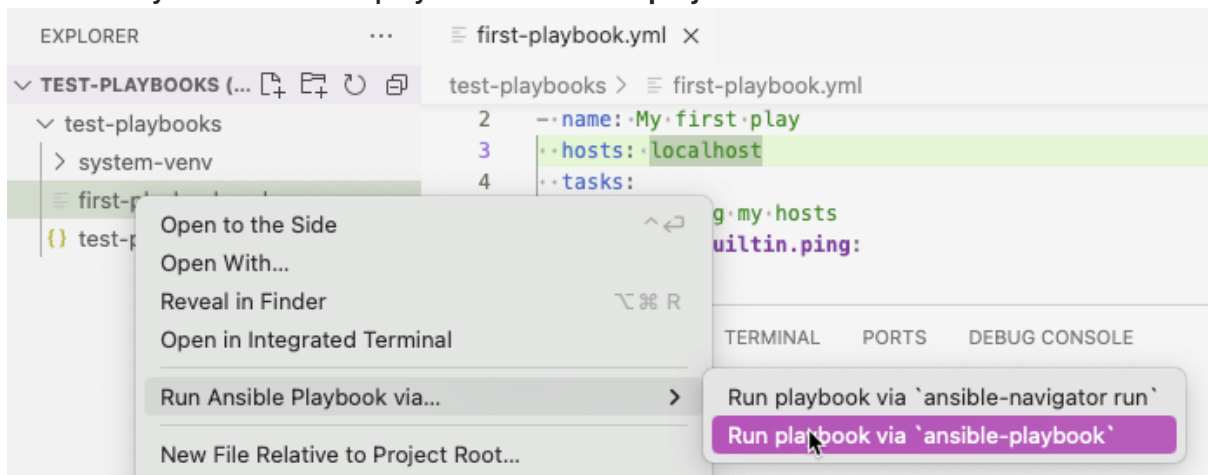 EXPLORER
first-playbook.yml
TEST-PLAYBOOKS (...
test-playbooks > first-playbook.yml
test-playbooks
system-venv
first-
test-
2 - name: My first play
3 hosts: localhost
4 tasks:
g my hosts
uiltin.ping:
Open to the Side
Open With...
Reveal in Finder ⌥⌘ R
Open in Integrated Terminal
Run Ansible Playbook via...
New File Relative to Project Root...
TERMINAL PORTS DEBUG CONSOLE
Run playbook via `ansible-navigator run`
Run playbook via `ansible-playbook`